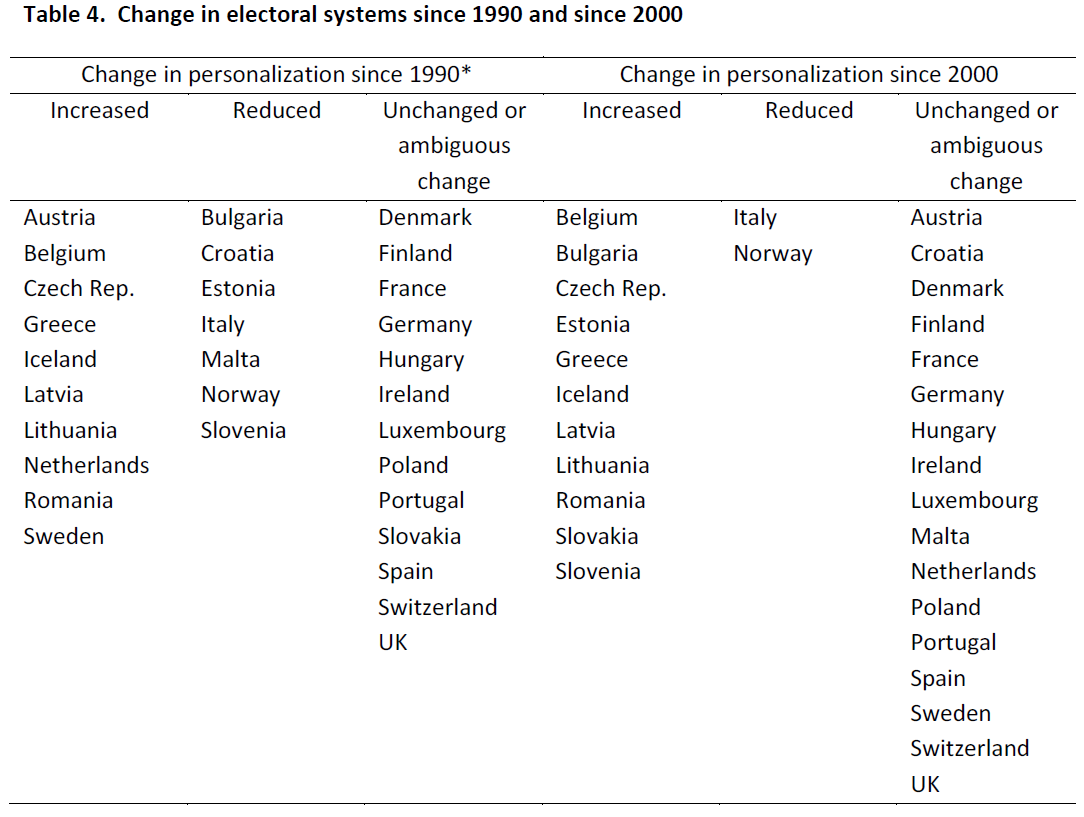 Table 4. Change in electoral systems since 1990 and since 2000
Change in personalization since 1990* Change in personalization since 2000
Increased Reduced Unchanged or ambiguous change Increased Reduced Unchanged or ambiguous change
Austria Bulgaria Denmark Belgium Italy Austria
Belgium Croatia Finland Bulgaria Norway Croatia
Czech Rep. Estonia France Czech Rep. Denmark
Greece Italy Germany Estonia Finland
Iceland Malta Hungary Greece France
Latvia Norway Ireland Iceland Germany
Lithuania Slovenia Luxembourg Latvia Hungary
Netherlands Poland Lithuania Ireland
Romania Portugal Romania Luxembourg
Sweden Slovakia Slovakia Malta
Spain Slovenia Netherlands
Switzerland Poland
UK Portugal
Spain
Sweden
Switzerland
UK